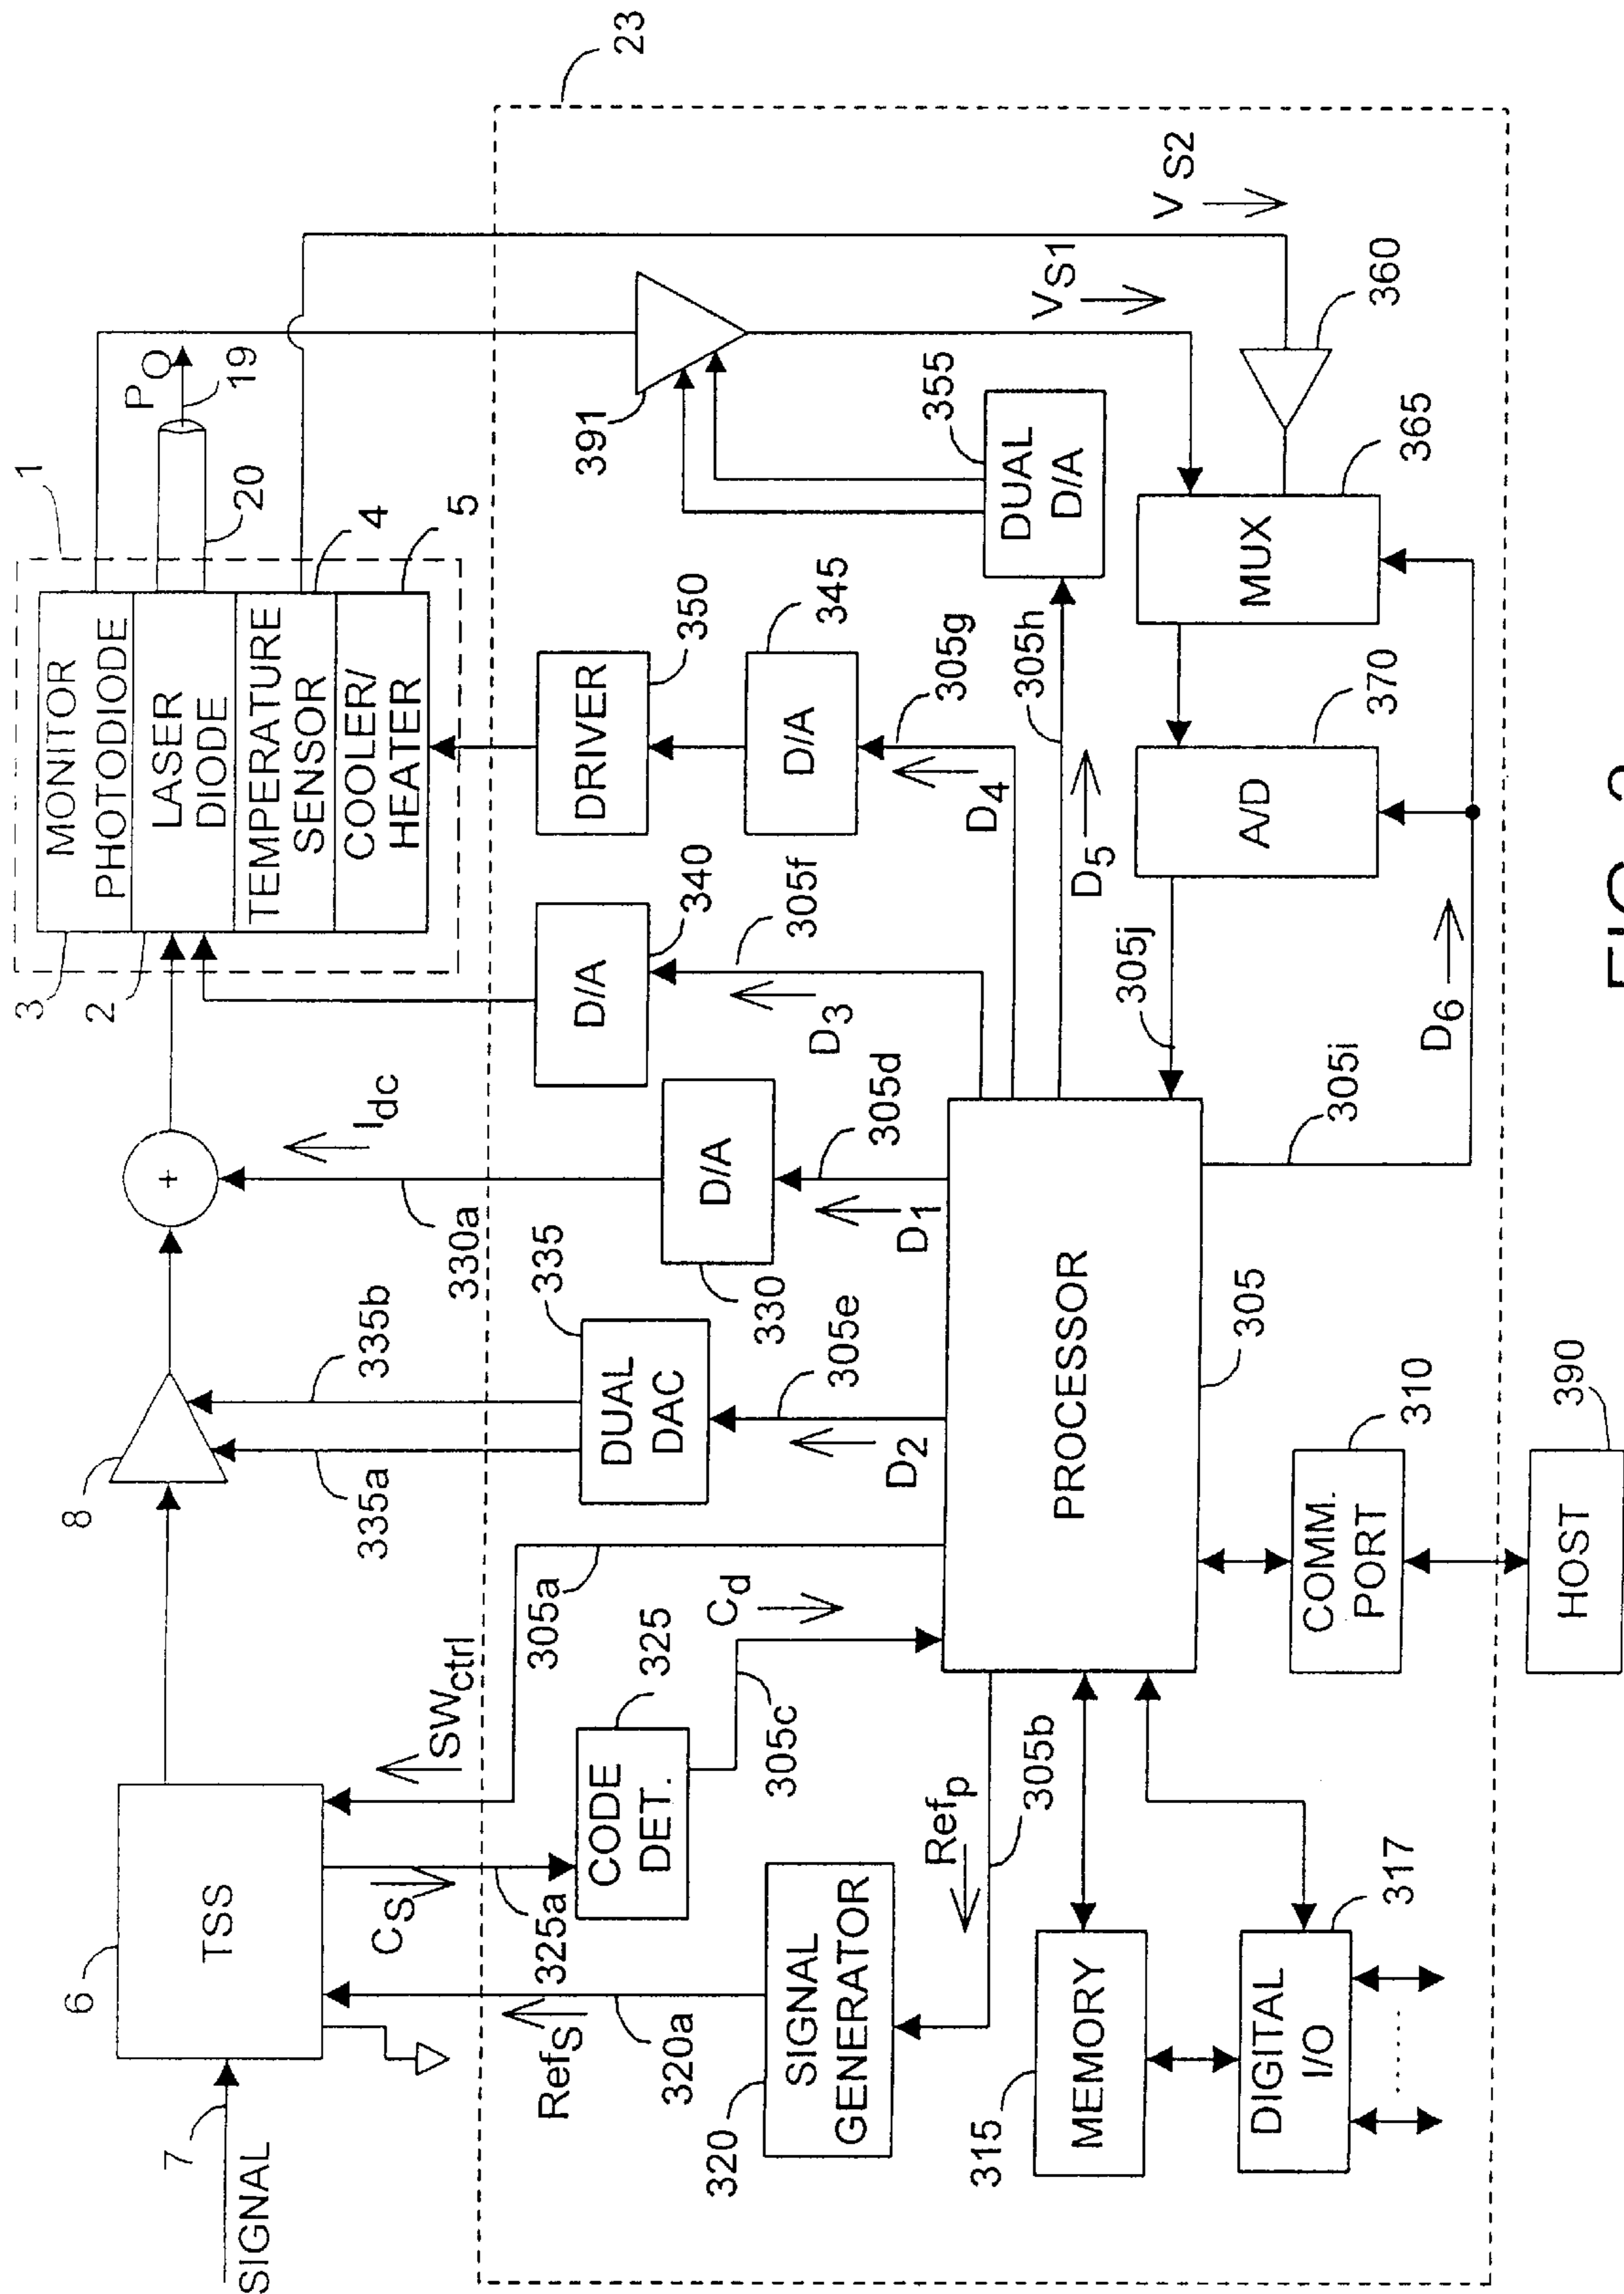 23
1
3
2
MONITOR
PHOTODIODE
LASER
DIODE
TEMPERATURE
SENSOR
COOLER/
HEATER
4
5
20
19
PO
SIGNAL
7
6
TSS
8
+
335a
335b
330a
Idc
SWctrl
CS
325a
RefS
320a
305a
CODE
DET.
325
Cd
305c
DUAL
DAC
335
D2
305e
D/A
330
D1
305d
D/A
340
D3
305f
DRIVER
350
D/A
345
D4
305g
391
DUAL
D/A
355
305h
D5
VS1
VS2
360
MUX
365
A/D
370
305j
305i
D6
SIGNAL
GENERATOR
320
Refp
305b
PROCESSOR
305
MEMORY
315
DIGITAL
I/O
317
COMM.
PORT
310
HOST
390